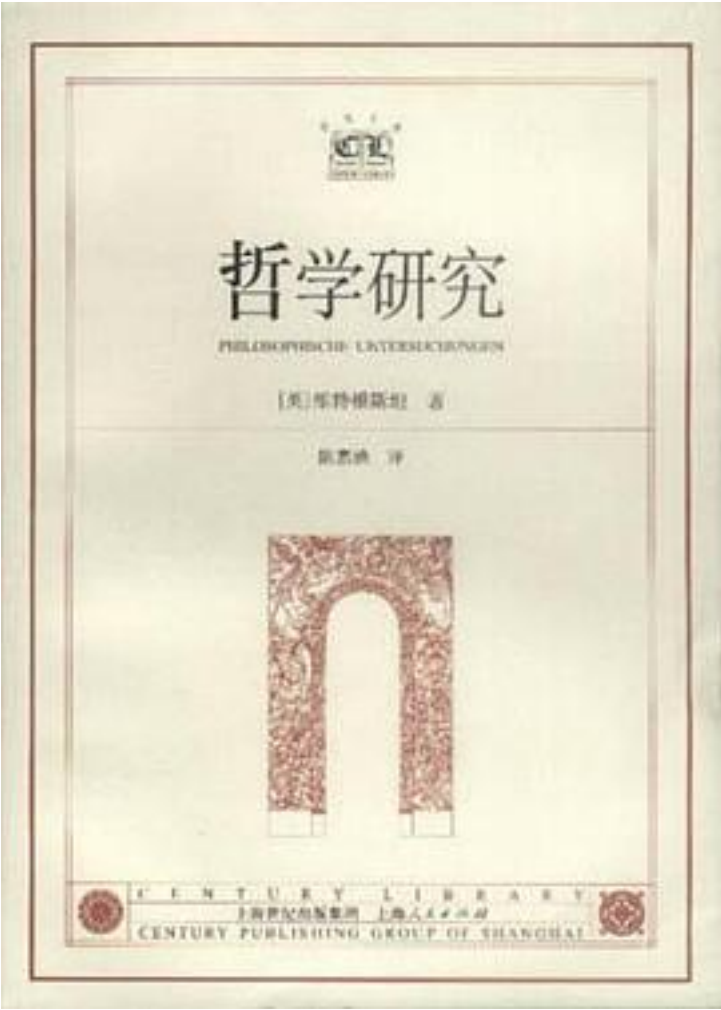 CL
哲学研究
PHILOSOPHISCHE UNTERSUCHUNGEN
[英]维特根斯坦 著
陈嘉映 译
CENTURY LIBRARY
上海世纪出版集团 上海人民出版社
CENTURY PUBLISHING GROUP OF SHANGHAI